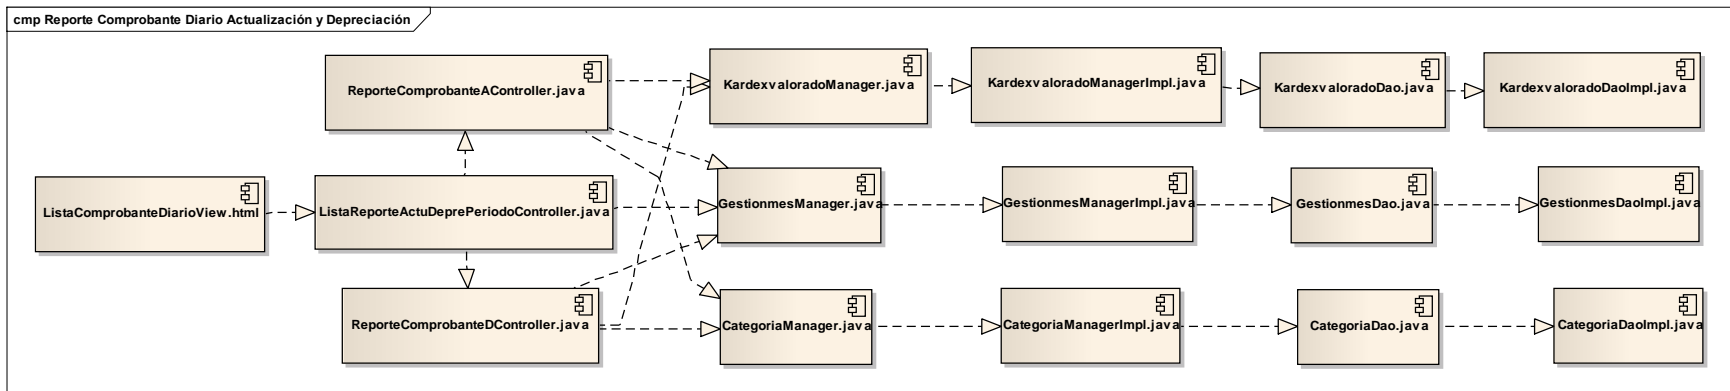 cmp Reporte Comprobante Diario Actualización y Depreciación
ReporteComprobanteAController.java
KardexvaloradoManager.java
KardexvaloradoManagerImpl.java
KardexvaloradoDao.java
KardexvaloradoDaoImpl.java
ListaComprobanteDiarioView.html
ListaReporteActuDeprePeriodoController.java
GestionmesManager.java
GestionmesManagerImpl.java
GestionmesDao.java
GestionmesDaoImpl.java
ReporteComprobanteDController.java
CategoriaManager.java
CategoriaManagerImpl.java
CategoriaDao.java
CategoriaDaoImpl.java